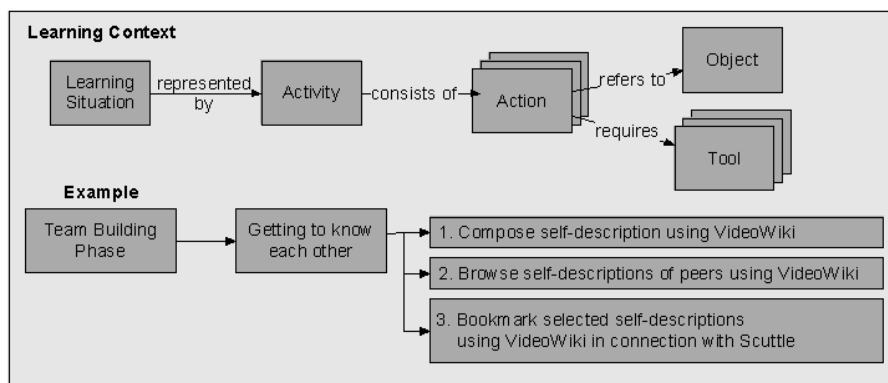 Learning Context
Learning
Situation
represented
by
Activity
consists of
Action
refers to
Object
requires
Tool
Example
Team Building
Phase
Getting to know
each other
1. Compose self-description using VideoWiki
2. Browse self-descriptions of peers using VideoWiki
3. Bookmark selected self-descriptions
using VideoWiki in connection with Scuttle